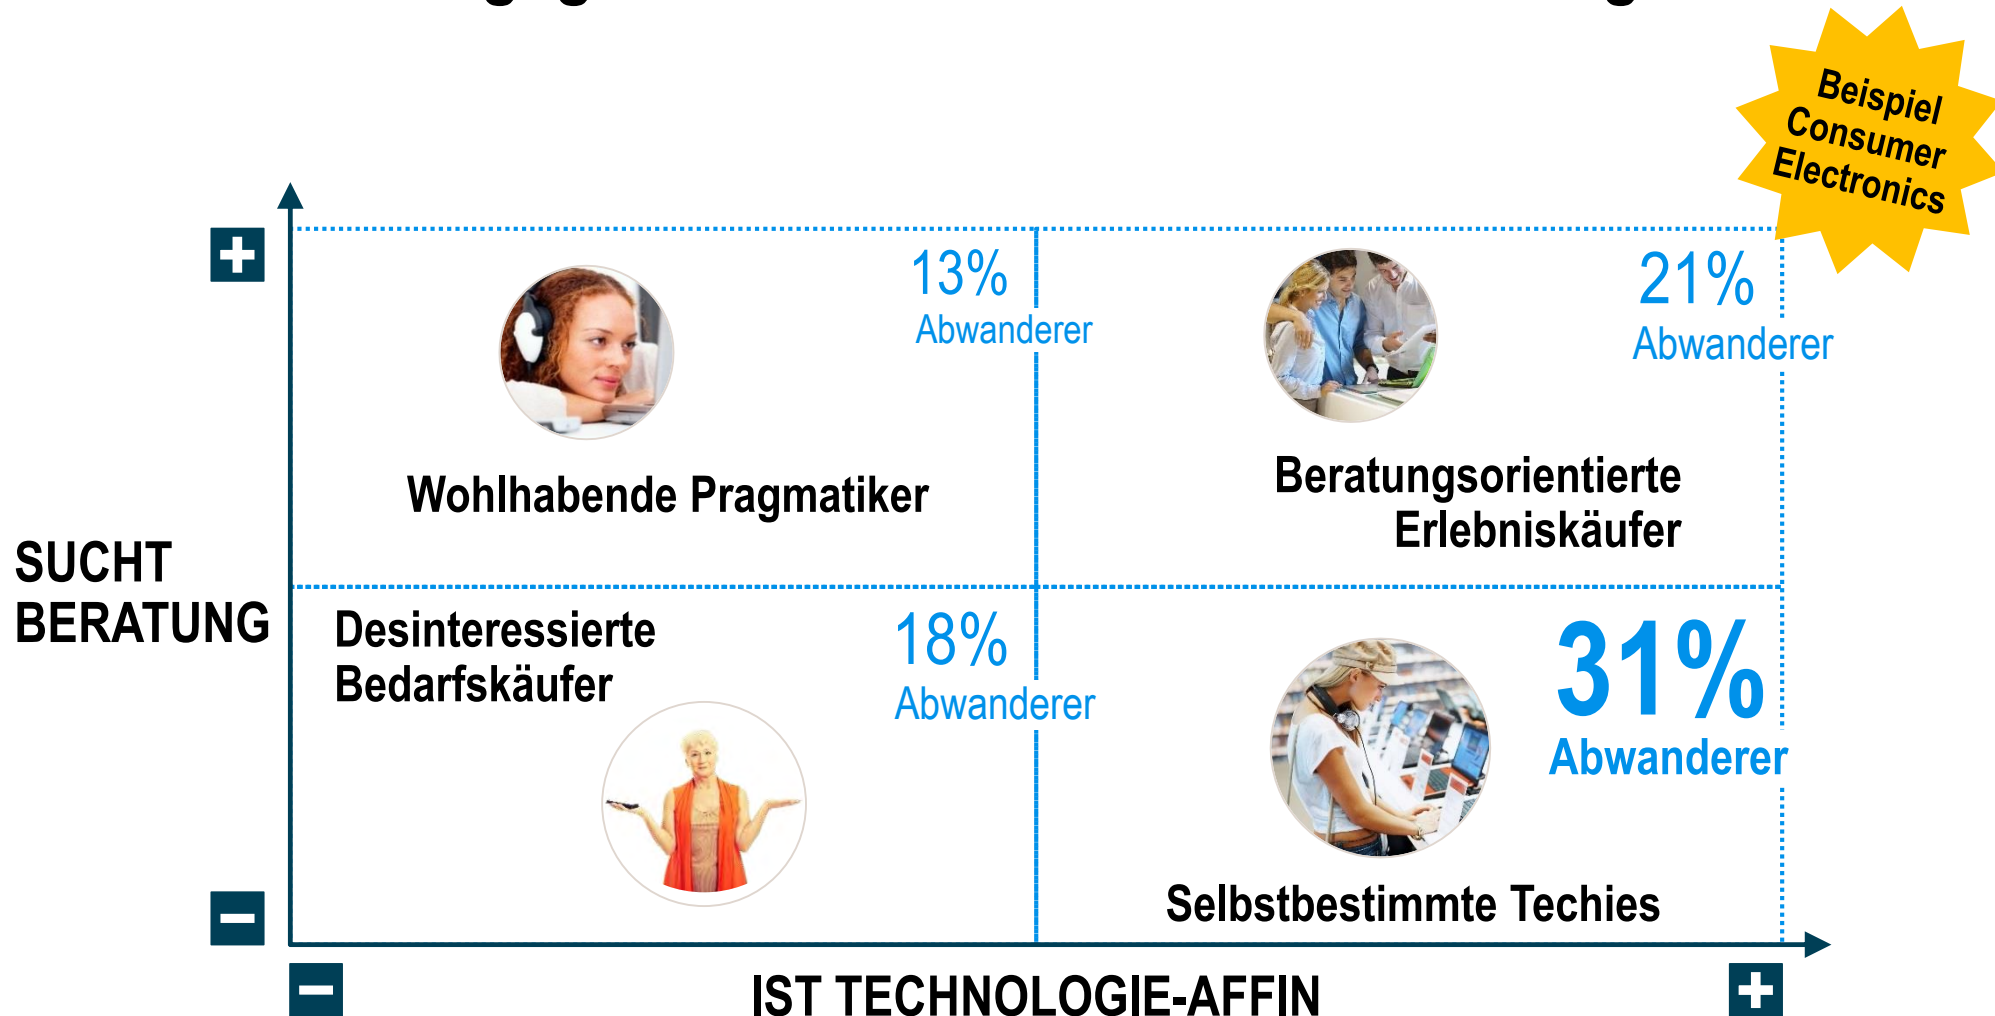 Beispiel
Consumer
Electronics
13%
Abwanderer
21%
Abwanderer
Wohlhabende Pragmatiker
Beratungsorientierte
Erlebniskäufer
SUCHT
BERATUNG
Desinteressierte
Bedarfskäufer
18%
Abwanderer
31%
Abwanderer
Selbstbestimmte Techies
IST TECHNOLOGIE-AFFIN